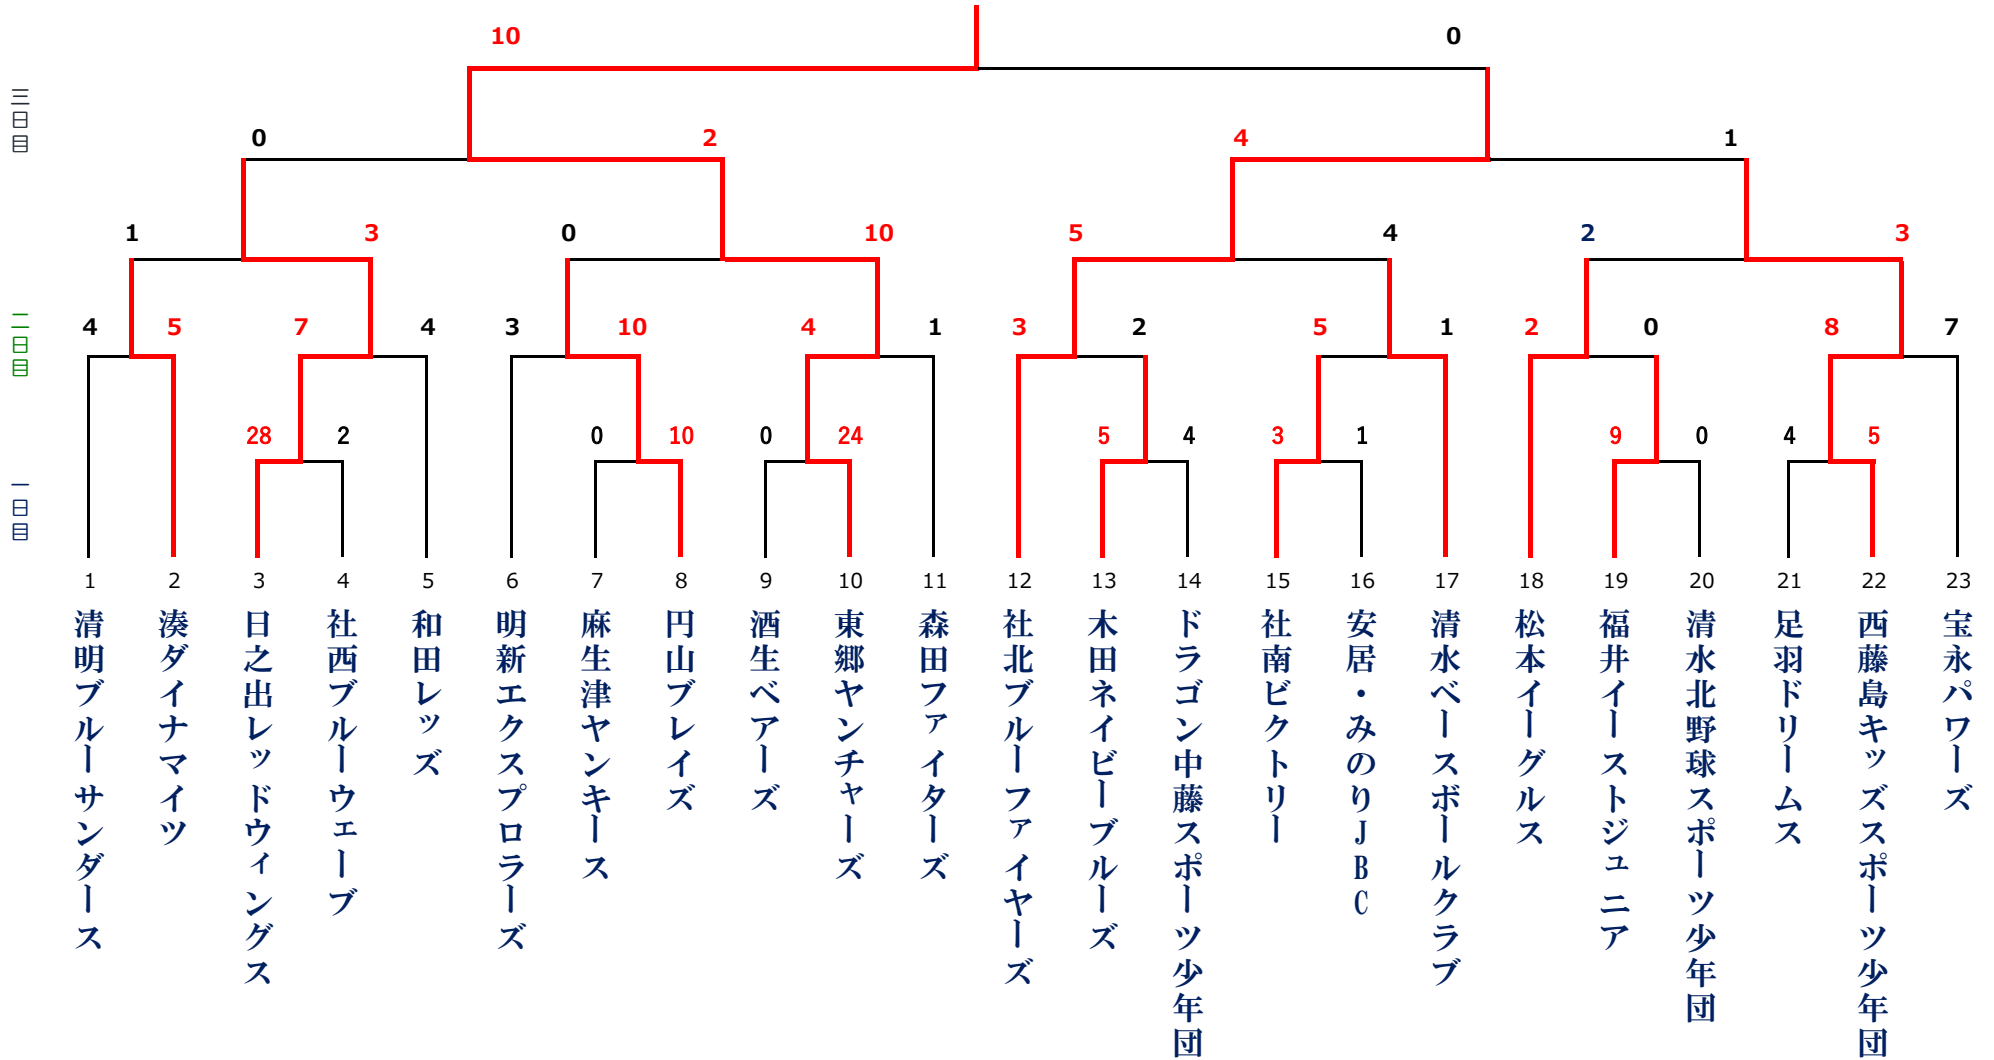 10 0
三日目
0 2 4 1
1 3 0 10 5 4 2 3
二日目
4 5 7 4 3 10 4 1 3 2 5 1 2 0 8 7
28 2 0 10 0 24 5 4 3 1 9 0 4 5
一日目
1 2 3 4 5 6 7 8 9 10 11 12 13 14 15 16 17 18 19 20 21 22 23
清明ブルーサンダース
湊ダイナマイツ
日之出レッドウィングス
社西ブルーウェーブ
和田レッズ
明新エクスプロラーズ
麻生津ヤンキース
円山ブレイズ
酒生ベアーズ
東郷ヤンチャーズ
森田ファイターズ
社北ブルーファイヤーズ
木田ネイビーブルーズ
ドラゴン中藤スポーツ少年団
社南ビクトリー
安居・みのりJBC
清水ベースボールクラブ
松本イーグルス
福井イーストジュニア
清水北野球スポーツ少年団
足羽ドリームス
西藤島キッズスポーツ少年団
宝永パワーズ